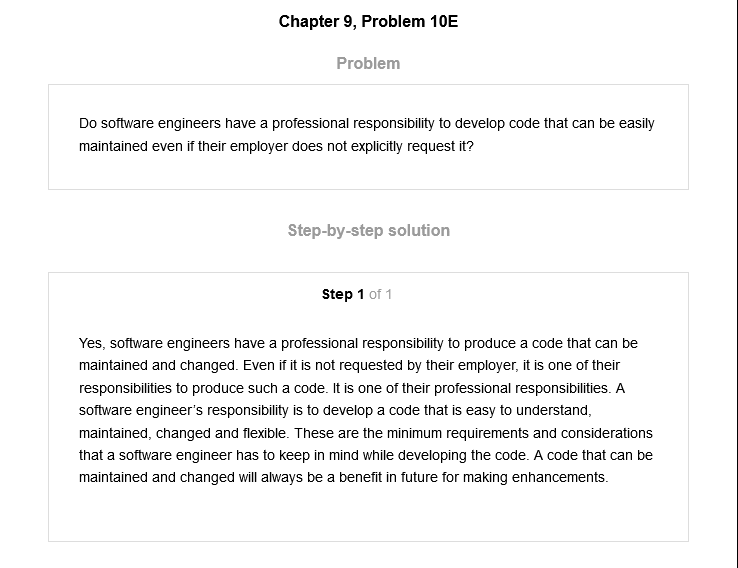 Chapter 9, Problem 10E
Problem
Do software engineers have a professional responsibility to develop code that can be easily
maintained even if their employer does not explicitly request it?
Step-by-step solution
Step 1 of 1
Yes, software engineers have a professional responsibility to produce a code that can be
maintained and changed. Even if it is not requested by their employer, it is one of their
responsibilities to produce such a code. It is one of their professional responsibilities. A
software engineer's responsibility is to develop a code that is easy to understand,
maintained, changed and flexible. These are the minimum requirements and considerations
that a software engineer has to keep in mind while developing the code. A code that can be
maintained and changed will always be a benefit in future for making enhancements.